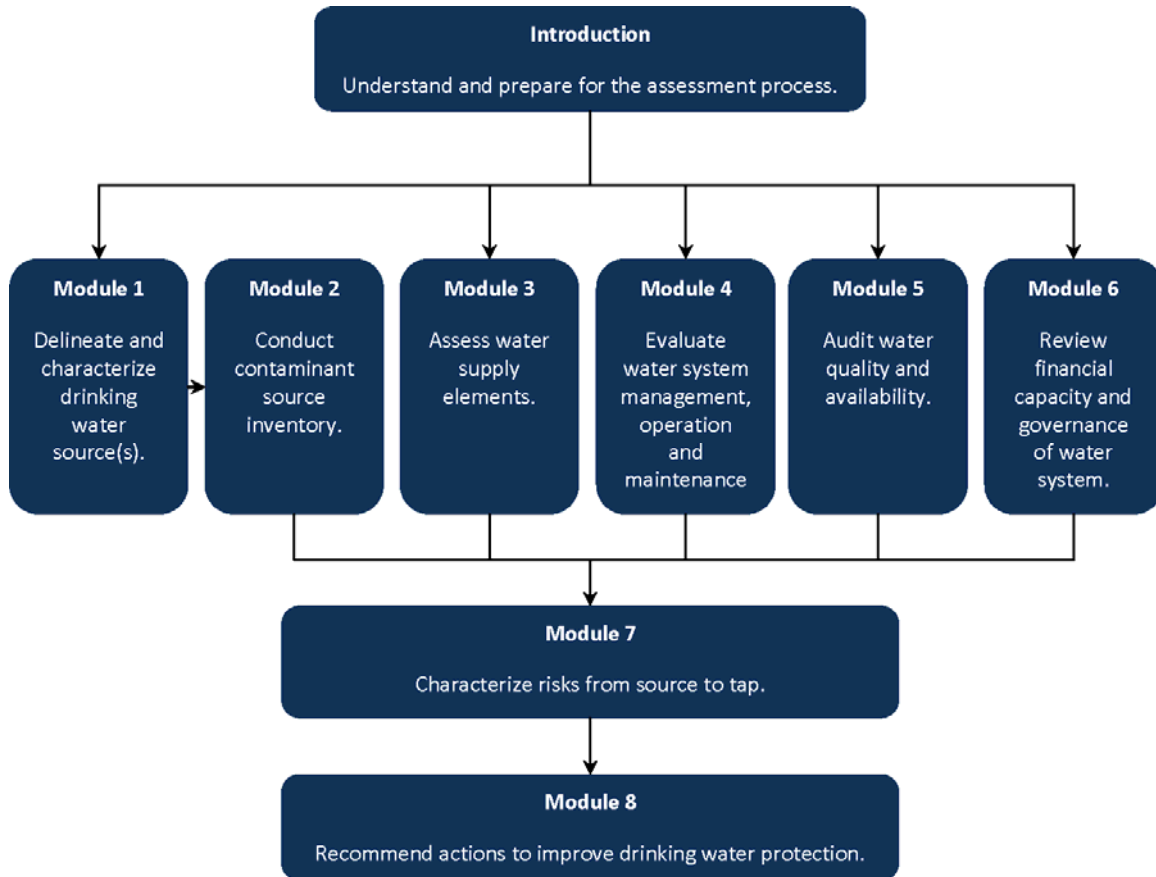 Introduction
Understand and prepare for the assessment process.
Module 1
Delineate and
characterize
drinking
water
source(s).
Module 2
Conduct
contaminant
source
inventory.
Module 3
Assess water
supply
elements.
Module 4
Evaluate
water system
management,
operation
and
maintenance
Module 5
Audit water
quality and
availability.
Module 6
Review
financial
capacity and
governance
of water
system.
Module 7
Characterize risks from source to tap.
Module 8
Recommend actions to improve drinking water protection.